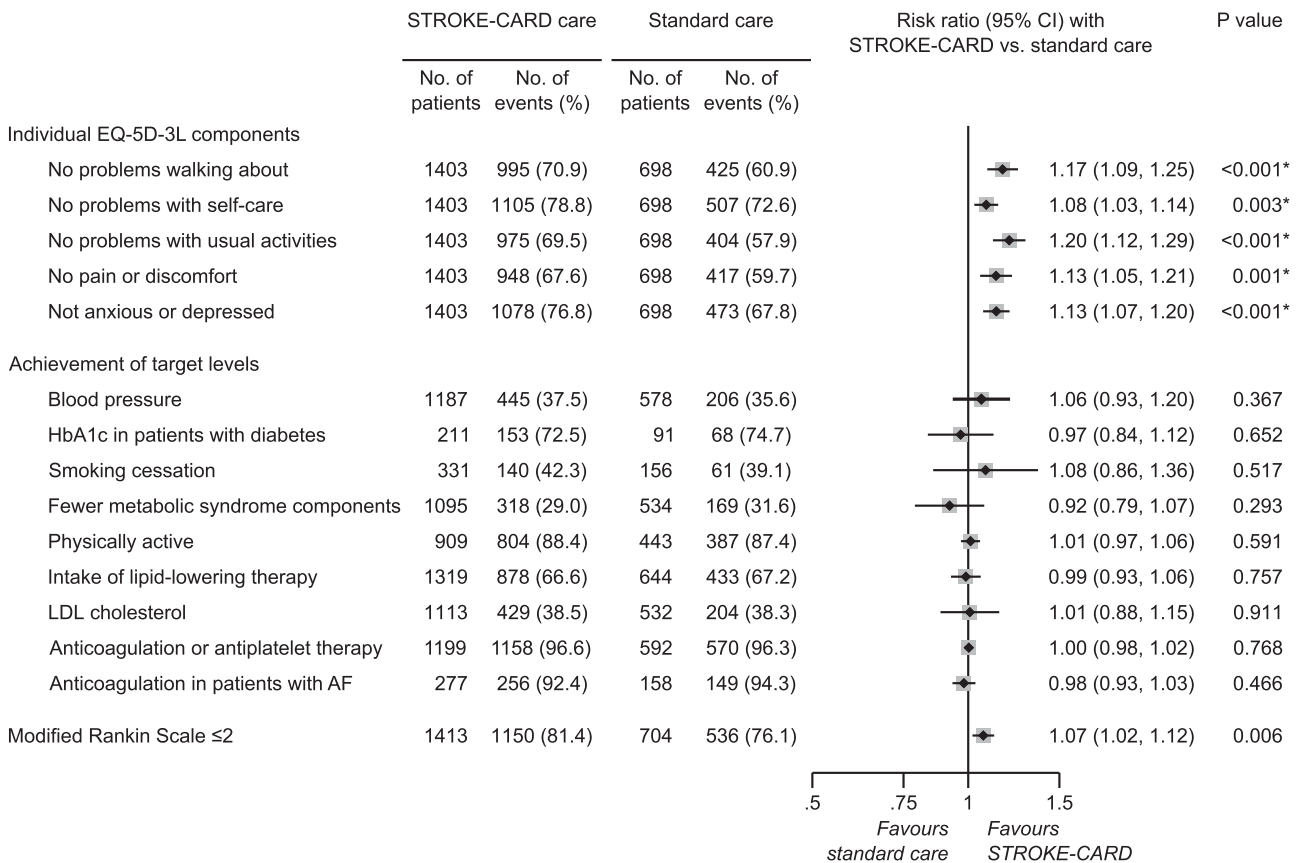 STROKE-CARD care Standard care Risk ratio (95% CI) with P value
STROKE-CARD vs. standard care
No. of No. of No. of No. of
patients events (%) patients events (%)
Individual EQ-5D-3L components
No problems walking about 1403 995 (70.9) 698 425 (60.9) 1.17 (1.09, 1.25) <0.001*
No problems with self-care 1403 1105 (78.8) 698 507 (72.6) 1.08 (1.03, 1.14) 0.003*
No problems with usual activities 1403 975 (69.5) 698 404 (57.9) 1.20 (1.12, 1.29) <0.001*
No pain or discomfort 1403 948 (67.6) 698 417 (59.7) 1.13 (1.05, 1.21) 0.001*
Not anxious or depressed 1403 1078 (76.8) 698 473 (67.8) 1.13 (1.07, 1.20) <0.001*
Achievement of target levels
Blood pressure 1187 445 (37.5) 578 206 (35.6) 1.06 (0.93, 1.20) 0.367
HbA1c in patients with diabetes 211 153 (72.5) 91 68 (74.7) 0.97 (0.84, 1.12) 0.652
Smoking cessation 331 140 (42.3) 156 61 (39.1) 1.08 (0.86, 1.36) 0.517
Fewer metabolic syndrome components 1095 318 (29.0) 534 169 (31.6) 0.92 (0.79, 1.07) 0.293
Physically active 909 804 (88.4) 443 387 (87.4) 1.01 (0.97, 1.06) 0.591
Intake of lipid-lowering therapy 1319 878 (66.6) 644 433 (67.2) 0.99 (0.93, 1.06) 0.757
LDL cholesterol 1113 429 (38.5) 532 204 (38.3) 1.01 (0.88, 1.15) 0.911
Anticoagulation or antiplatelet therapy 1199 1158 (96.6) 592 570 (96.3) 1.00 (0.98, 1.02) 0.768
Anticoagulation in patients with AF 277 256 (92.4) 158 149 (94.3) 0.98 (0.93, 1.03) 0.466
Modified Rankin Scale ≤2 1413 1150 (81.4) 704 536 (76.1) 1.07 (1.02, 1.12) 0.006
.5 .75 1 1.5
Favours Favours
standard care STROKE-CARD